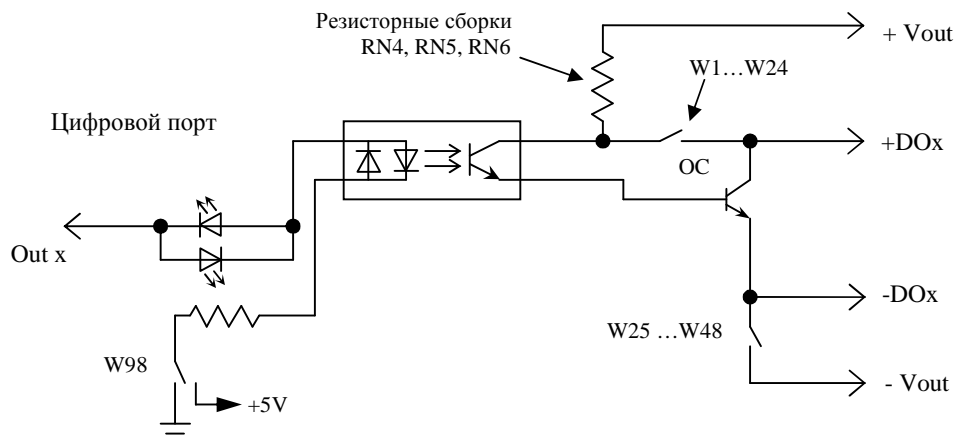 Резисторные сборки
RN4, RN5, RN6
+ Vout
W1…W24
Цифровой порт
+DOx
OC
Out x
-DOx
W25 …W48
W98
- Vout
+5V